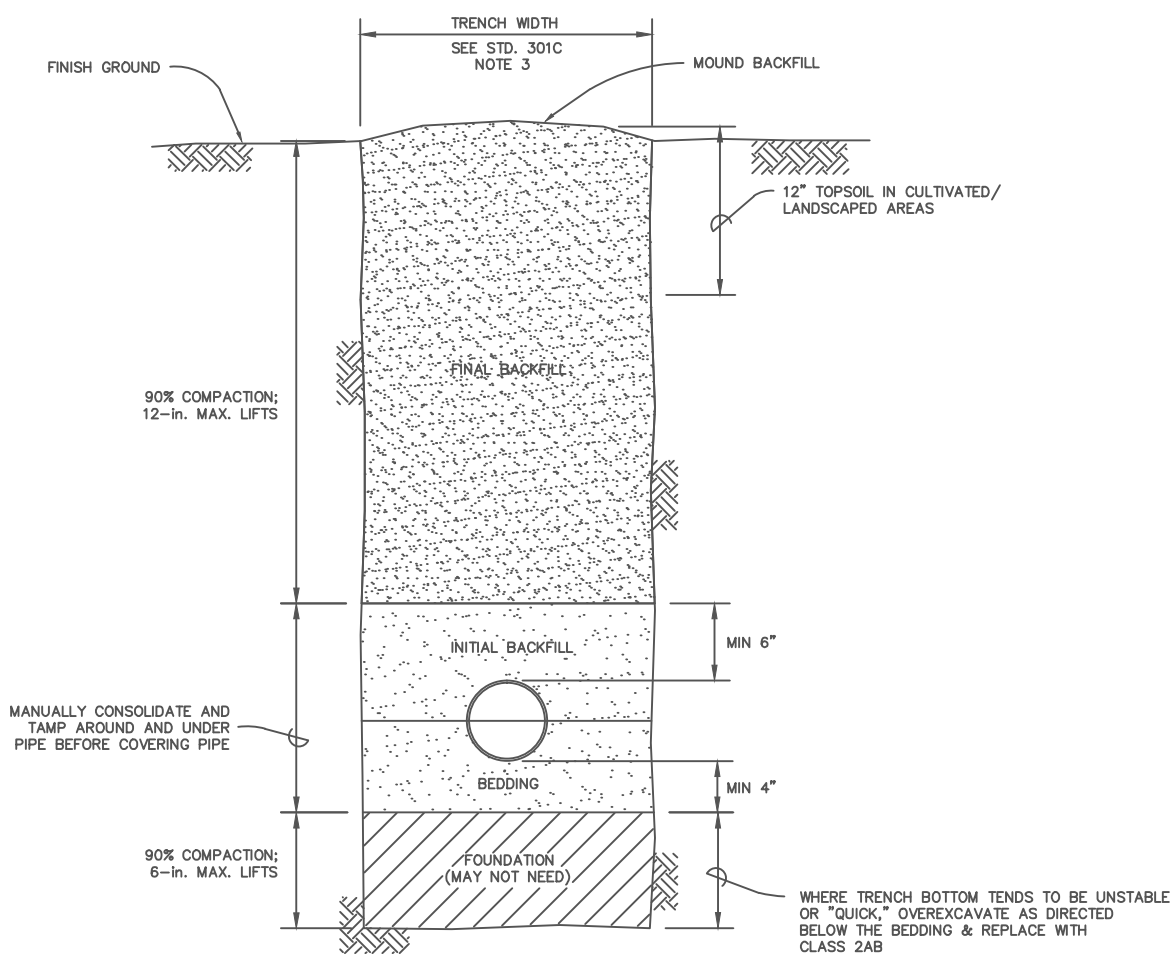 TRENCH WIDTH
SEE STD. 301C
NOTE 3
FINISH GROUND
MOUND BACKFILL
12" TOPSOIL IN CULTIVATED/
LANDSCAPED AREAS
FINAL BACKFILL
90% COMPACTION;
12-in. MAX. LIFTS
INITIAL BACKFILL
MIN 6"
MANUALLY CONSOLIDATE AND
TAMP AROUND AND UNDER
PIPE BEFORE COVERING PIPE
BEDDING
MIN 4"
90% COMPACTION;
6-in. MAX. LIFTS
FOUNDATION
(MAY NOT NEED)
WHERE TRENCH BOTTOM TENDS TO BE UNSTABLE
OR "QUICK," OVEREXCAVATE AS DIRECTED
BELOW THE BEDDING & REPLACE WITH
CLASS 2AB